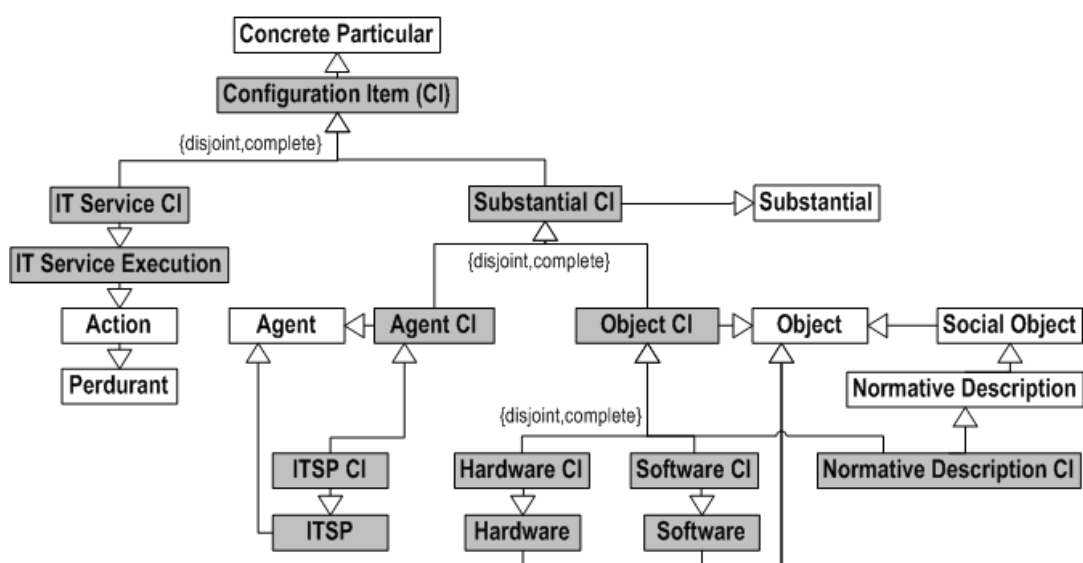 Concrete Particular
Configuration Item (CI)
{disjoint,complete}
IT Service CI
Substantial CI
Substantial
IT Service Execution
{disjoint,complete}
Action
Agent
Agent CI
Object CI
Object
Social Object
Perdurant
Normative Description
{disjoint,complete}
ITSP CI
Hardware CI
Software CI
Normative Description CI
ITSP
Hardware
Software